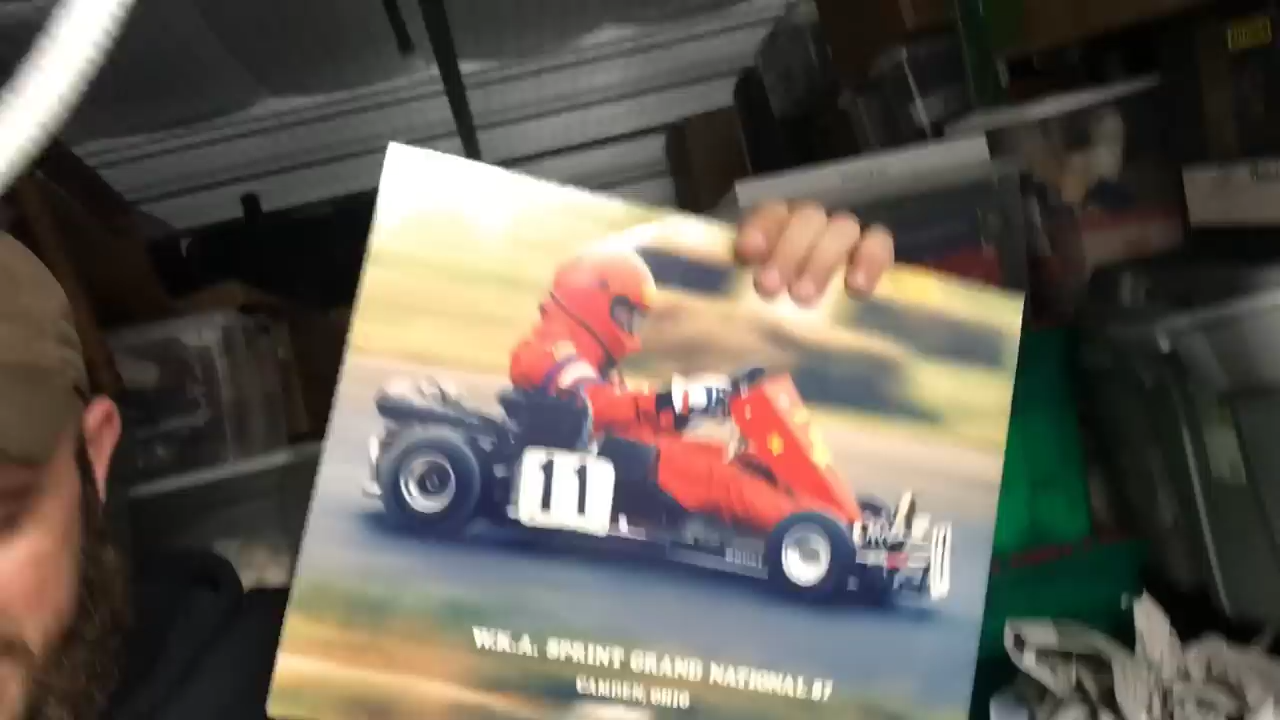 11
W.K.A. SPRINT GRAND NATIONAL 87
CAMDEN, OHIO